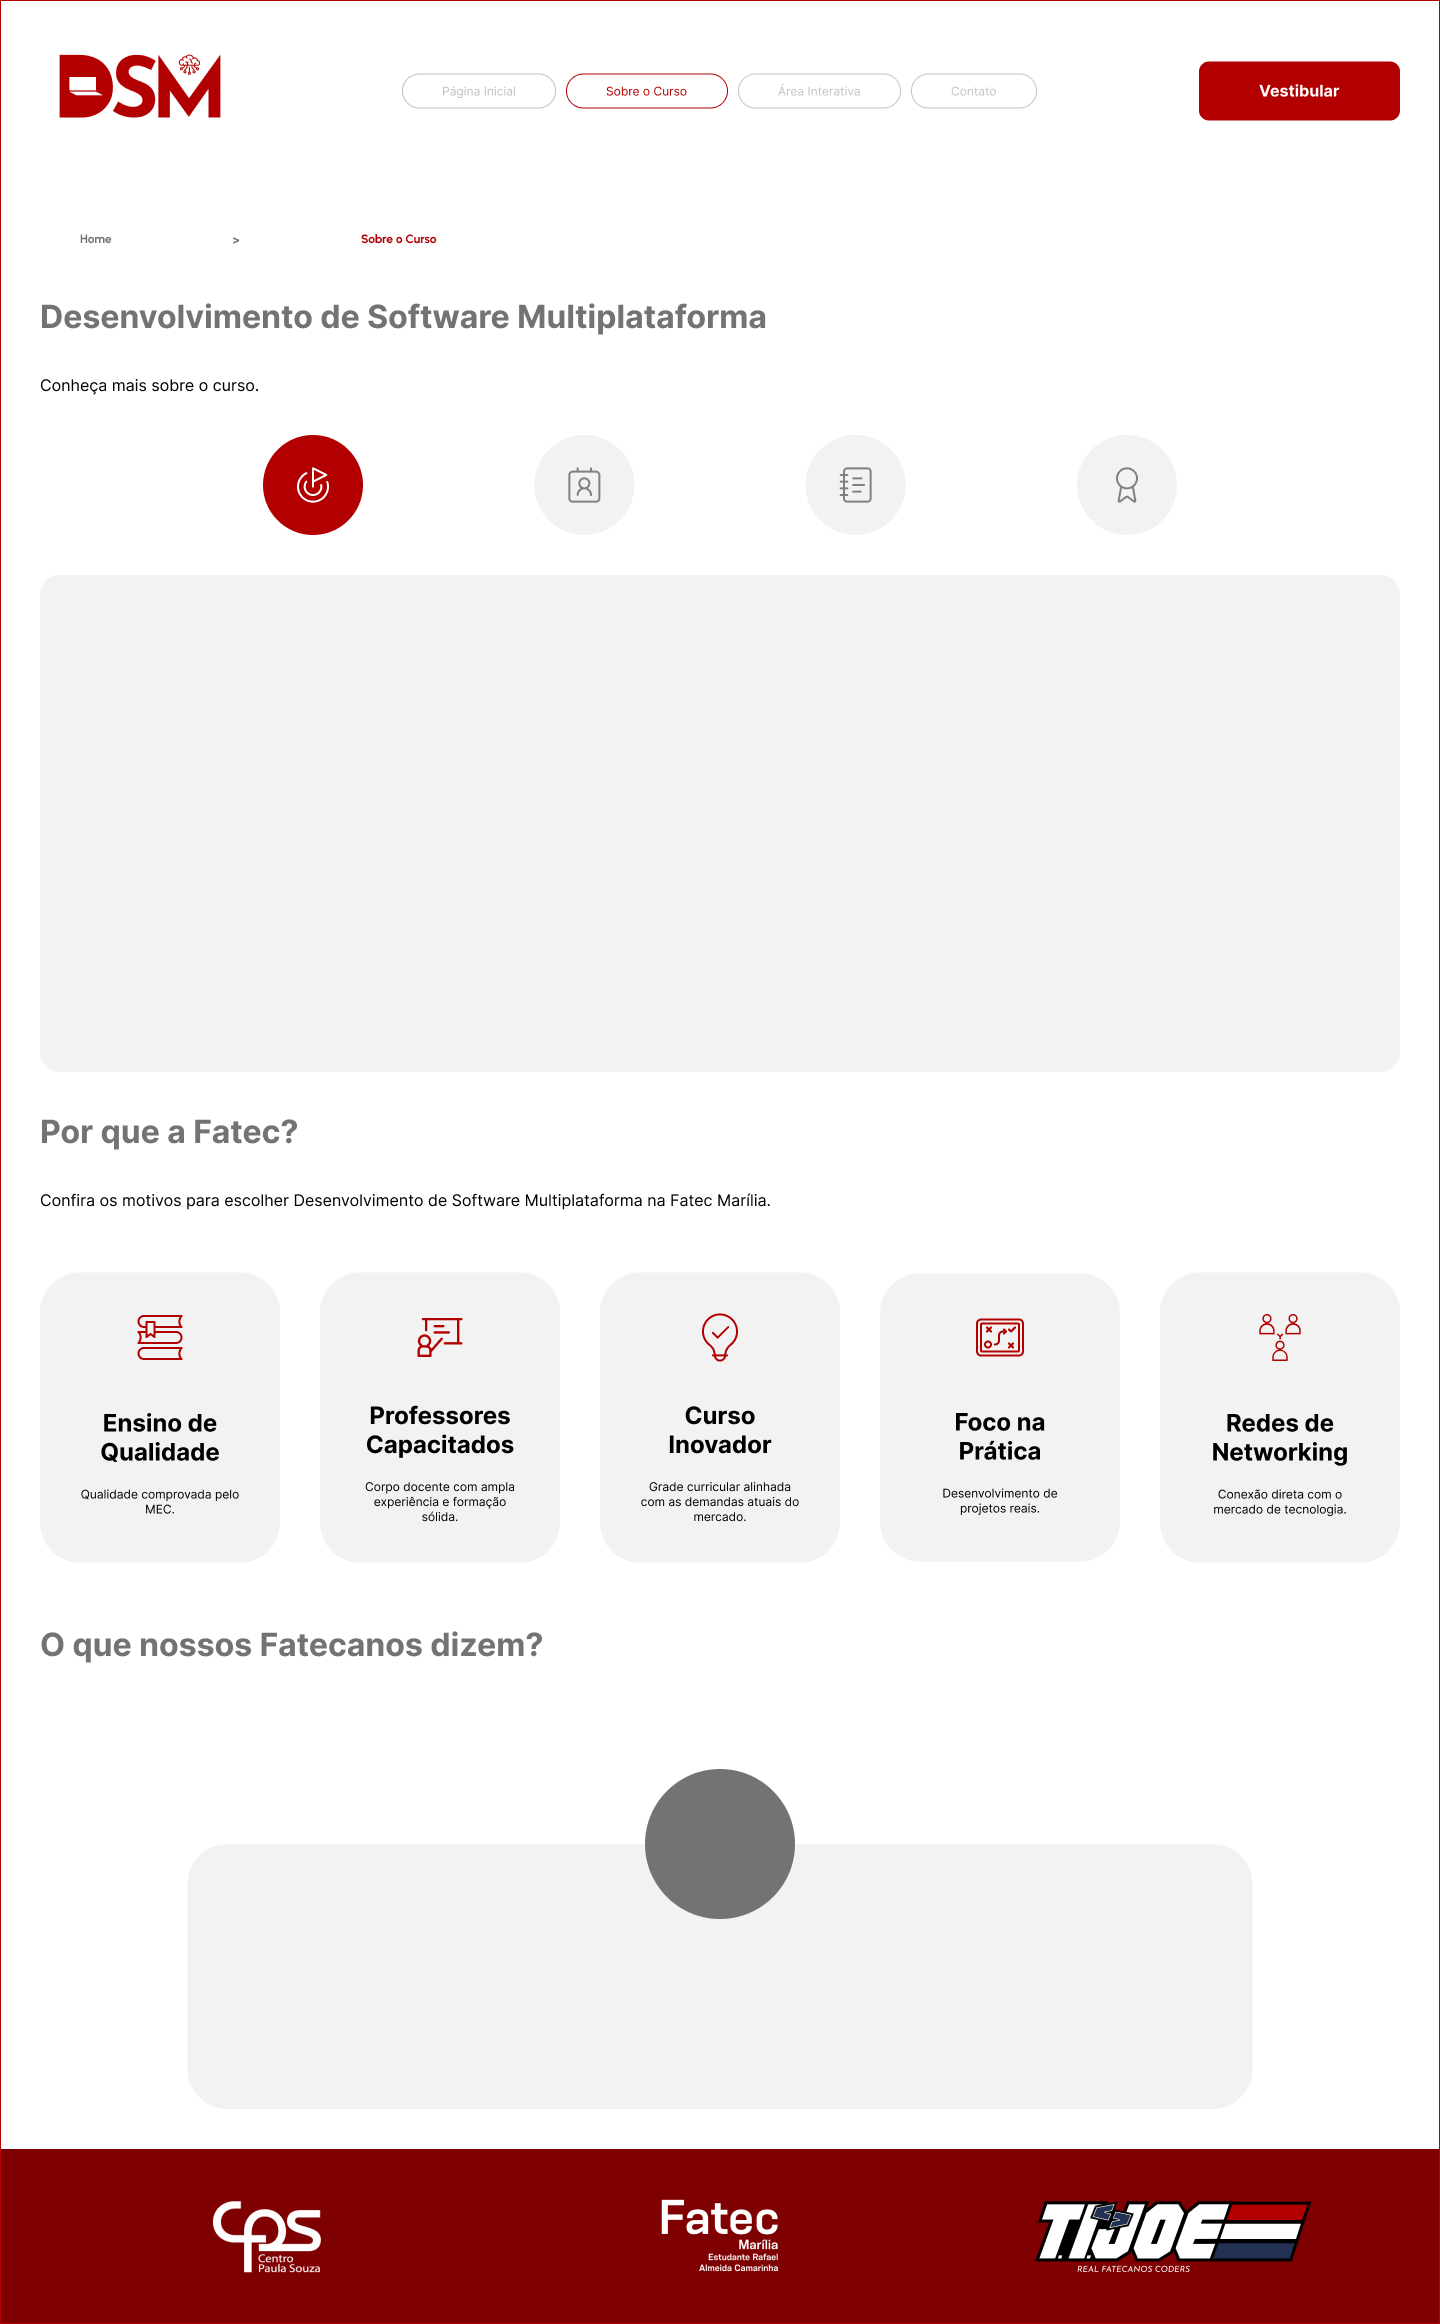 DSM
Página Inicial
Sobre o Curso
Área Interativa
Contato
Vestibular
Home
>
Sobre o Curso
Desenvolvimento de Software Multiplataforma
Conheça mais sobre o curso.
Por que a Fatec?
Confira os motivos para escolher Desenvolvimento de Software Multiplataforma na Fatec Marília.
Ensino de
Qualidade
Qualidade comprovada pelo
MEC.
Professores
Capacitados
Corpo docente com ampla
experiência e formação
sólida.
Curso
Inovador
Grade curricular alinhada
com as demandas atuais do
mercado.
Foco na
Prática
Desenvolvimento de
projetos reais.
Redes de
Networking
Conexão direta com o
mercado de tecnologia.
O que nossos Fatecanos dizem?
cps
Centro
Paula Souza
Fatec
Marília
Estudante Rafael
Almeida Camarinha
T.I.JOE
REAL FATECANOS CODERS